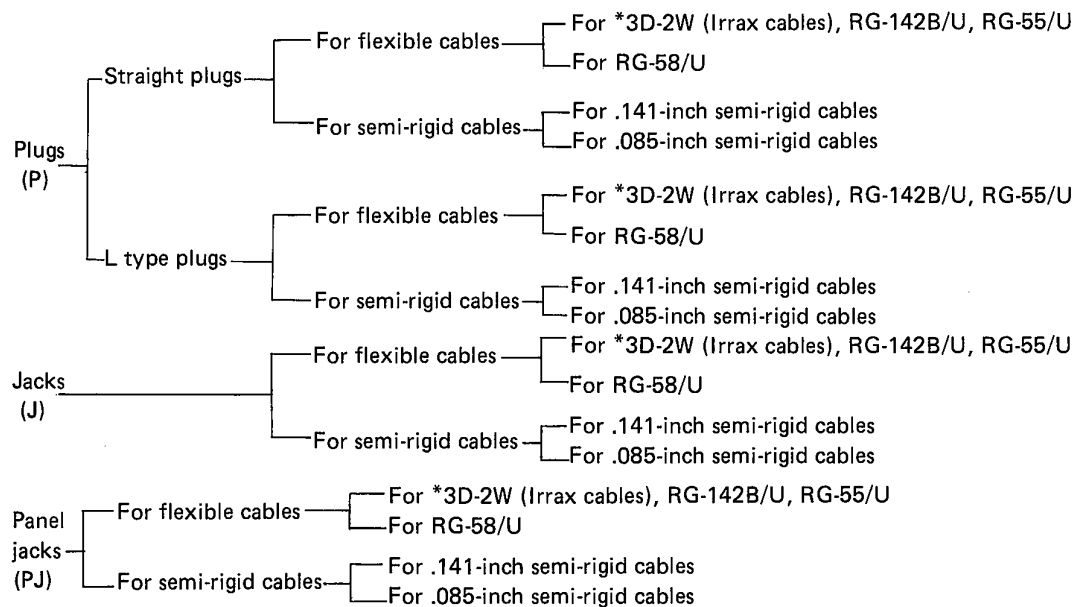 For *3D-2W (Irrax cables), RG-142B/U, RG-55/U
For flexible cables
For RG-58/U
Straight plugs
For .141-inch semi-rigid cables
For semi-rigid cables
For .085-inch semi-rigid cables
Plugs
(P)
For *3D-2W (Irrax cables), RG-142B/U, RG-55/U
For flexible cables
For RG-58/U
L type plugs
For .141-inch semi-rigid cables
For semi-rigid cables
For .085-inch semi-rigid cables
For *3D-2W (Irrax cables), RG-142B/U, RG-55/U
For flexible cables
For RG-58/U
Jacks
(J)
For .141-inch semi-rigid cables
For semi-rigid cables
For .085-inch semi-rigid cables
For *3D-2W (Irrax cables), RG-142B/U, RG-55/U
For flexible cables
For RG-58/U
Panel
jacks
(PJ)
For .141-inch semi-rigid cables
For semi-rigid cables
For .085-inch semi-rigid cables